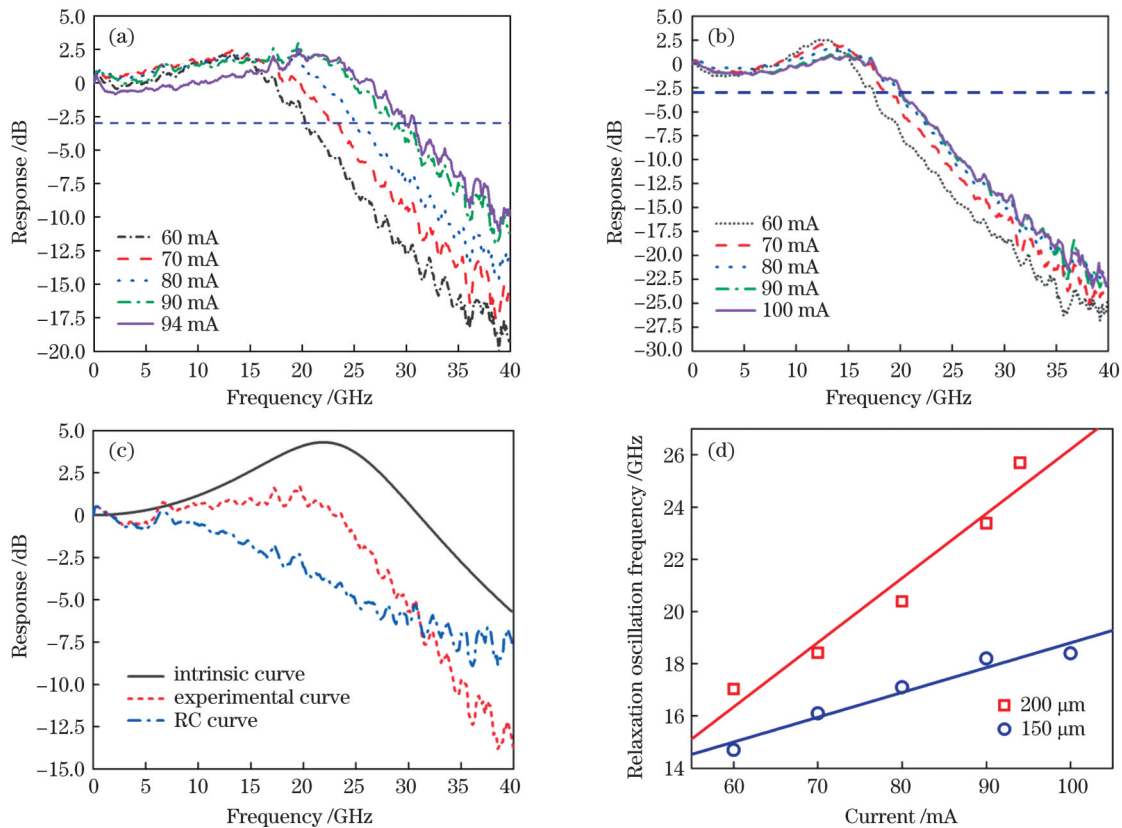 (a)
Response /dB
5.0
2.5
0
−2.5
−5.0
−7.5
−10.0
−12.5
−15.0
−17.5
−20.0
60 mA
70 mA
80 mA
90 mA
94 mA
0 5 10 15 20 25 30 35 40
Frequency /GHz
(b)
Response /dB
5.0
2.5
0
−2.5
−5.0
−7.5
−10.0
−12.5
−15.0
−17.5
−20.0
−22.5
−25.0
−27.5
−30.0
60 mA
70 mA
80 mA
90 mA
100 mA
0 5 10 15 20 25 30 35 40
Frequency /GHz
(c)
Response /dB
5.0
2.5
0
−2.5
−5.0
−7.5
−10.0
−12.5
−15.0
intrinsic curve
experimental curve
RC curve
0 5 10 15 20 25 30 35 40
Frequency /GHz
(d)
Relaxation oscillation frequency /GHz
26
24
22
20
18
16
14
200 μm
150 μm
60 70 80 90 100
Current /mA